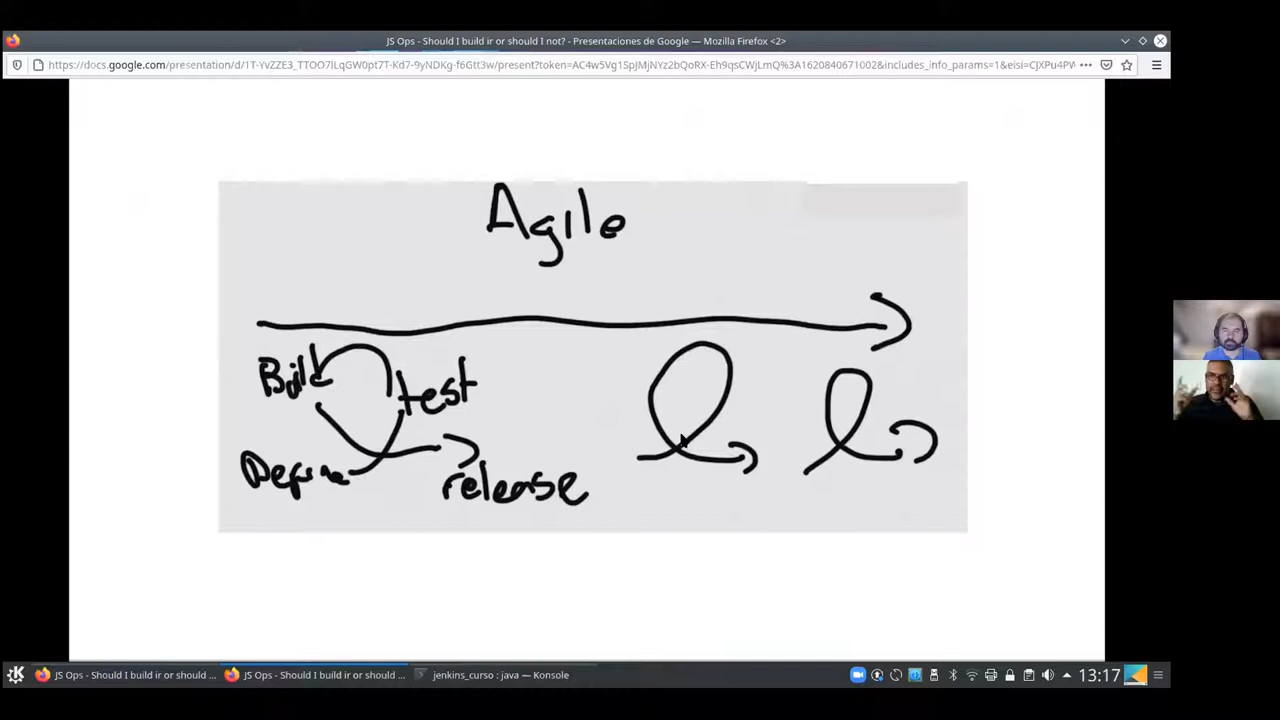 JS Ops - Should I build ir or should I not? - Presentaciones de Google — Mozilla Firefox <2>
Agile
Build
test
Define
release
JS Ops - Should I build ir or should ...
JS Ops - Should I build ir or should ...
jenkins_curso : java — Konsole
13:17